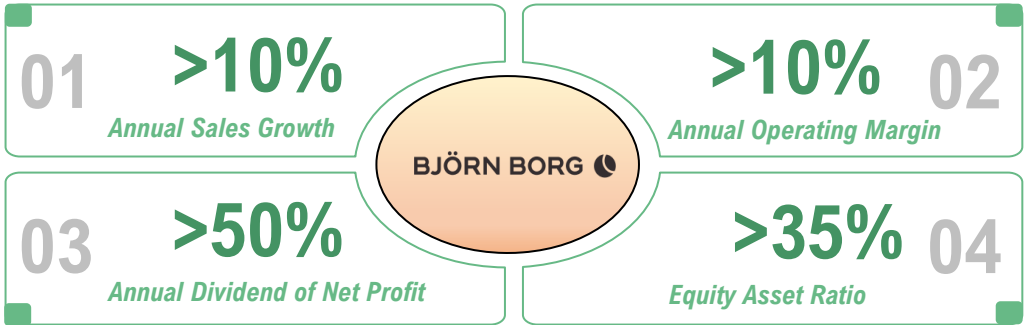 01
>10%
Annual Sales Growth
>10%
02
Annual Operating Margin
BJÖRN BORG
03
>50%
Annual Dividend of Net Profit
>35%
04
Equity Asset Ratio